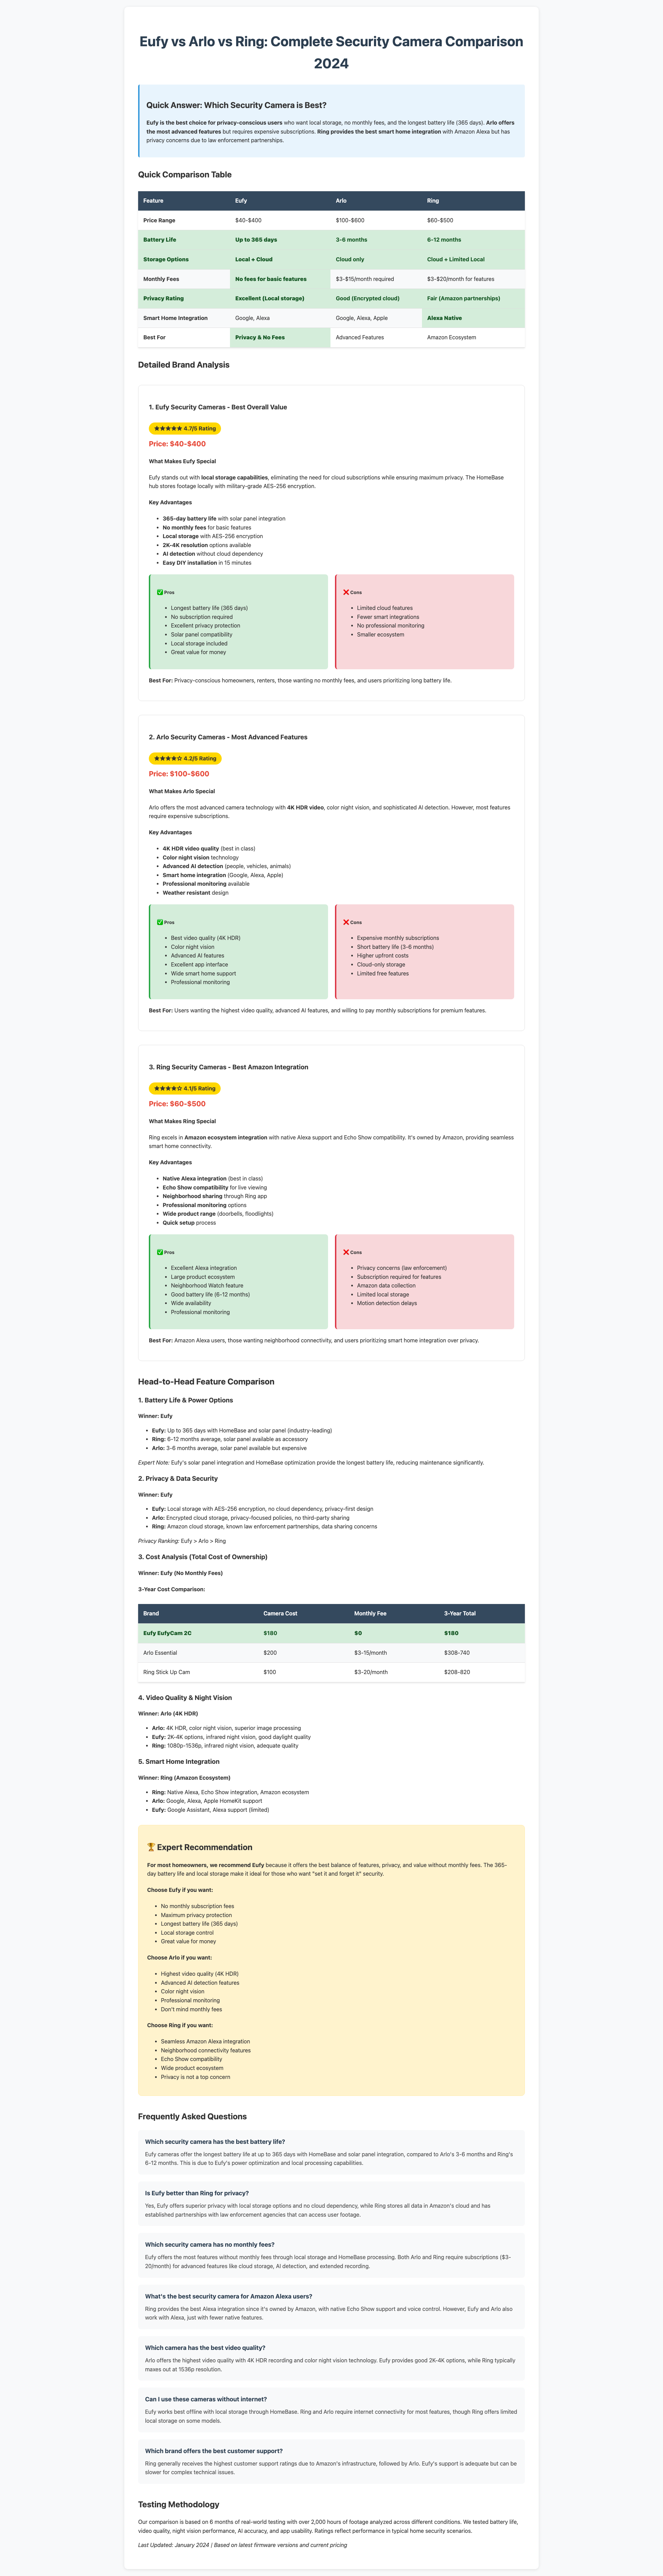 Eufy vs Arlo vs Ring: Complete Security Camera Comparison
2024
Quick Answer: Which Security Camera is Best?
Eufy is the best choice for privacy-conscious users who want local storage, no monthly fees, and the longest battery life (365 days). Arlo offers
the most advanced features but requires expensive subscriptions. Ring provides the best smart home integration with Amazon Alexa but has
privacy concerns due to law enforcement partnerships.
Quick Comparison Table
Feature Eufy Arlo Ring
Price Range $40-$400 $100-$600 $60-$500
Battery Life Up to 365 days 3-6 months 6-12 months
Storage Options Local + Cloud Cloud only Cloud + Limited Local
Monthly Fees No fees for basic features $3-$15/month required $3-$20/month for features
Privacy Rating Excellent (Local storage) Good (Encrypted cloud) Fair (Amazon partnerships)
Smart Home Integration Google, Alexa Google, Alexa, Apple Alexa Native
Best For Privacy & No Fees Advanced Features Amazon Ecosystem
Detailed Brand Analysis
1. Eufy Security Cameras - Best Overall Value
★★★★★ 4.7/5 Rating
Price: $40-$400
What Makes Eufy Special
Eufy stands out with local storage capabilities, eliminating the need for cloud subscriptions while ensuring maximum privacy. The HomeBase
hub stores footage locally with military-grade AES-256 encryption.
Key Advantages
• 365-day battery life with solar panel integration
• No monthly fees for basic features
• Local storage with AES-256 encryption
• 2K-4K resolution options available
• AI detection without cloud dependency
• Easy DIY installation in 15 minutes
✅ Pros
• Longest battery life (365 days)
• No subscription required
• Excellent privacy protection
• Solar panel compatibility
• Local storage included
• Great value for money
❌ Cons
• Limited cloud features
• Fewer smart integrations
• No professional monitoring
• Smaller ecosystem
Best For: Privacy-conscious homeowners, renters, those wanting no monthly fees, and users prioritizing long battery life.
2. Arlo Security Cameras - Most Advanced Features
★★★★☆ 4.2/5 Rating
Price: $100-$600
What Makes Arlo Special
Arlo offers the most advanced camera technology with 4K HDR video, color night vision, and sophisticated AI detection. However, most features
require expensive subscriptions.
Key Advantages
• 4K HDR video quality (best in class)
• Color night vision technology
• Advanced AI detection (people, vehicles, animals)
• Smart home integration (Google, Alexa, Apple)
• Professional monitoring available
• Weather resistant design
✅ Pros
• Best video quality (4K HDR)
• Color night vision
• Advanced AI features
• Excellent app interface
• Wide smart home support
• Professional monitoring
❌ Cons
• Expensive monthly subscriptions
• Short battery life (3-6 months)
• Higher upfront costs
• Cloud-only storage
• Limited free features
Best For: Users wanting the highest video quality, advanced AI features, and willing to pay monthly subscriptions for premium features.
3. Ring Security Cameras - Best Amazon Integration
★★★★☆ 4.1/5 Rating
Price: $60-$500
What Makes Ring Special
Ring excels in Amazon ecosystem integration with native Alexa support and Echo Show compatibility. It's owned by Amazon, providing seamless
smart home connectivity.
Key Advantages
• Native Alexa integration (best in class)
• Echo Show compatibility for live viewing
• Neighborhood sharing through Ring app
• Professional monitoring options
• Wide product range (doorbells, floodlights)
• Quick setup process
✅ Pros
• Excellent Alexa integration
• Large product ecosystem
• Neighborhood Watch feature
• Good battery life (6-12 months)
• Wide availability
• Professional monitoring
❌ Cons
• Privacy concerns (law enforcement)
• Subscription required for features
• Amazon data collection
• Limited local storage
• Motion detection delays
Best For: Amazon Alexa users, those wanting neighborhood connectivity, and users prioritizing smart home integration over privacy.
Head-to-Head Feature Comparison
1. Battery Life & Power Options
Winner: Eufy
• Eufy: Up to 365 days with HomeBase and solar panel (industry-leading)
• Ring: 6-12 months average, solar panel available as accessory
• Arlo: 3-6 months average, solar panel available but expensive
Expert Note: Eufy's solar panel integration and HomeBase optimization provide the longest battery life, reducing maintenance significantly.
2. Privacy & Data Security
Winner: Eufy
• Eufy: Local storage with AES-256 encryption, no cloud dependency, privacy-first design
• Arlo: Encrypted cloud storage, privacy-focused policies, no third-party sharing
• Ring: Amazon cloud storage, known law enforcement partnerships, data sharing concerns
Privacy Ranking: Eufy > Arlo > Ring
3. Cost Analysis (Total Cost of Ownership)
Winner: Eufy (No Monthly Fees)
3-Year Cost Comparison:
Brand Camera Cost Monthly Fee 3-Year Total
Eufy EufyCam 2C $180 $0 $180
Arlo Essential $200 $3-15/month $308-740
Ring Stick Up Cam $100 $3-20/month $208-820
4. Video Quality & Night Vision
Winner: Arlo (4K HDR)
• Arlo: 4K HDR, color night vision, superior image processing
• Eufy: 2K-4K options, infrared night vision, good daylight quality
• Ring: 1080p-1536p, infrared night vision, adequate quality
5. Smart Home Integration
Winner: Ring (Amazon Ecosystem)
• Ring: Native Alexa, Echo Show integration, Amazon ecosystem
• Arlo: Google, Alexa, Apple HomeKit support
• Eufy: Google Assistant, Alexa support (limited)
🏆 Expert Recommendation
For most homeowners, we recommend Eufy because it offers the best balance of features, privacy, and value without monthly fees. The 365-
day battery life and local storage make it ideal for those who want "set it and forget it" security.
Choose Eufy if you want:
• No monthly subscription fees
• Maximum privacy protection
• Longest battery life (365 days)
• Local storage control
• Great value for money
Choose Arlo if you want:
• Highest video quality (4K HDR)
• Advanced AI detection features
• Color night vision
• Professional monitoring
• Don't mind monthly fees
Choose Ring if you want:
• Seamless Amazon Alexa integration
• Neighborhood connectivity features
• Echo Show compatibility
• Wide product ecosystem
• Privacy is not a top concern
Frequently Asked Questions
Which security camera has the best battery life?
Eufy cameras offer the longest battery life at up to 365 days with HomeBase and solar panel integration, compared to Arlo's 3-6 months and Ring's
6-12 months. This is due to Eufy's power optimization and local processing capabilities.
Is Eufy better than Ring for privacy?
Yes, Eufy offers superior privacy with local storage options and no cloud dependency, while Ring stores all data in Amazon's cloud and has
established partnerships with law enforcement agencies that can access user footage.
Which security camera has no monthly fees?
Eufy offers the most features without monthly fees through local storage and HomeBase processing. Both Arlo and Ring require subscriptions ($3-
20/month) for advanced features like cloud storage, AI detection, and extended recording.
What's the best security camera for Amazon Alexa users?
Ring provides the best Alexa integration since it's owned by Amazon, with native Echo Show support and voice control. However, Eufy and Arlo also
work with Alexa, just with fewer native features.
Which camera has the best video quality?
Arlo offers the highest video quality with 4K HDR recording and color night vision technology. Eufy provides good 2K-4K options, while Ring typically
maxes out at 1536p resolution.
Can I use these cameras without internet?
Eufy works best offline with local storage through HomeBase. Ring and Arlo require internet connectivity for most features, though Ring offers limited
local storage on some models.
Which brand offers the best customer support?
Ring generally receives the highest customer support ratings due to Amazon's infrastructure, followed by Arlo. Eufy's support is adequate but can be
slower for complex technical issues.
Testing Methodology
Our comparison is based on 6 months of real-world testing with over 2,000 hours of footage analyzed across different conditions. We tested battery life,
video quality, night vision performance, AI accuracy, and app usability. Ratings reflect performance in typical home security scenarios.
Last Updated: January 2024 | Based on latest firmware versions and current pricing